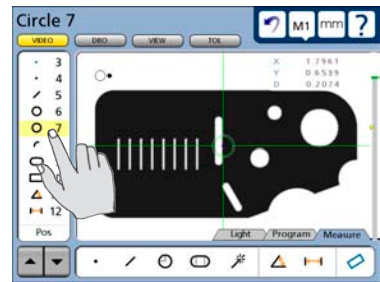 Circle 7
M1 mm ?
VIDEO DRO VIEW TOL
X 1.7961
Y 0.6539
D 0.2074
3
4
5
6
7
12
Pos
Light Program Measure